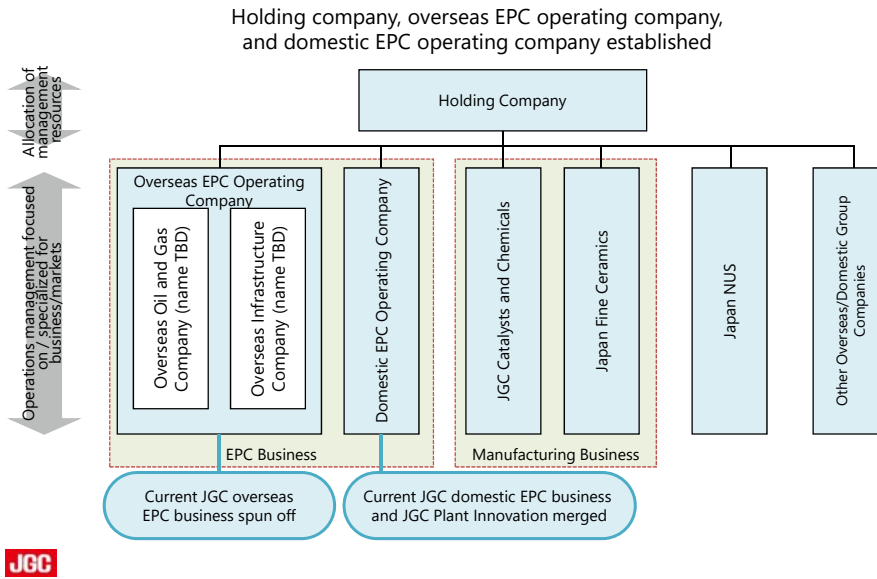 Holding company, overseas EPC operating company,
and domestic EPC operating company established
Allocation of
management
resources
Holding Company
Operations management focused
on / specialized for
business/markets
Overseas EPC Operating
Company
Overseas Oil and Gas
Company (name TBD)
Overseas Infrastructure
Company (name TBD)
Domestic EPC Operating Company
JGC Catalysts and Chemicals
Japan Fine Ceramics
Japan NUS
Other Overseas/Domestic Group
Companies
EPC Business
Manufacturing Business
Current JGC overseas
EPC business spun off
Current JGC domestic EPC business
and JGC Plant Innovation merged
JGC